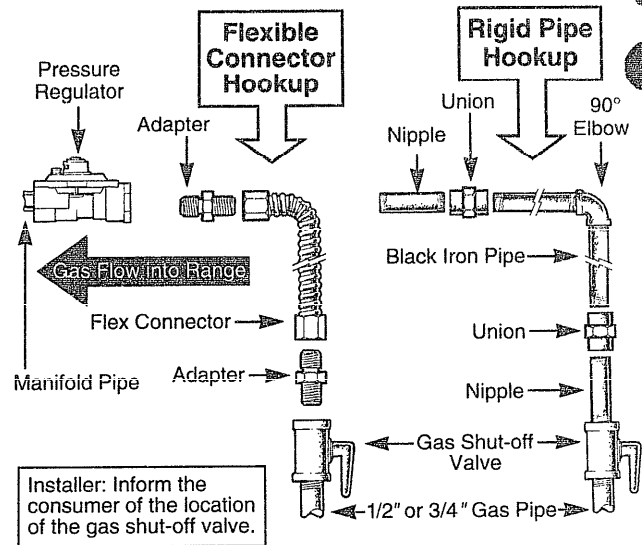 Flexible
Connector
Hookup
Rigid Pipe
Hookup
Pressure
Regulator
Adapter
Union
90°
Elbow
Nipple
Black Iron Pipe
Gas Flow into Range
Flex Connector
Union
Manifold Pipe
Adapter
Nipple
Gas Shut-off
Valve
Installer: Inform the
consumer of the location
of the gas shut-off valve.
1/2" or 3/4" Gas Pipe